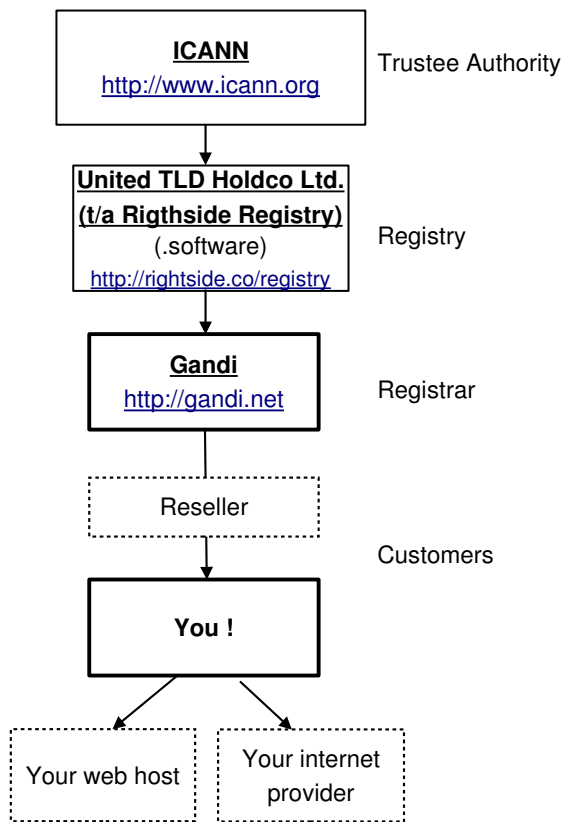 ICANN
http://www.icann.org
Trustee Authority
United TLD Holdco Ltd.
(t/a Rigthside Registry)
(.software)
http://rightside.co/registry
Registry
Gandi
http://gandi.net
Registrar
Reseller
Customers
You !
Your web host
Your internet
provider